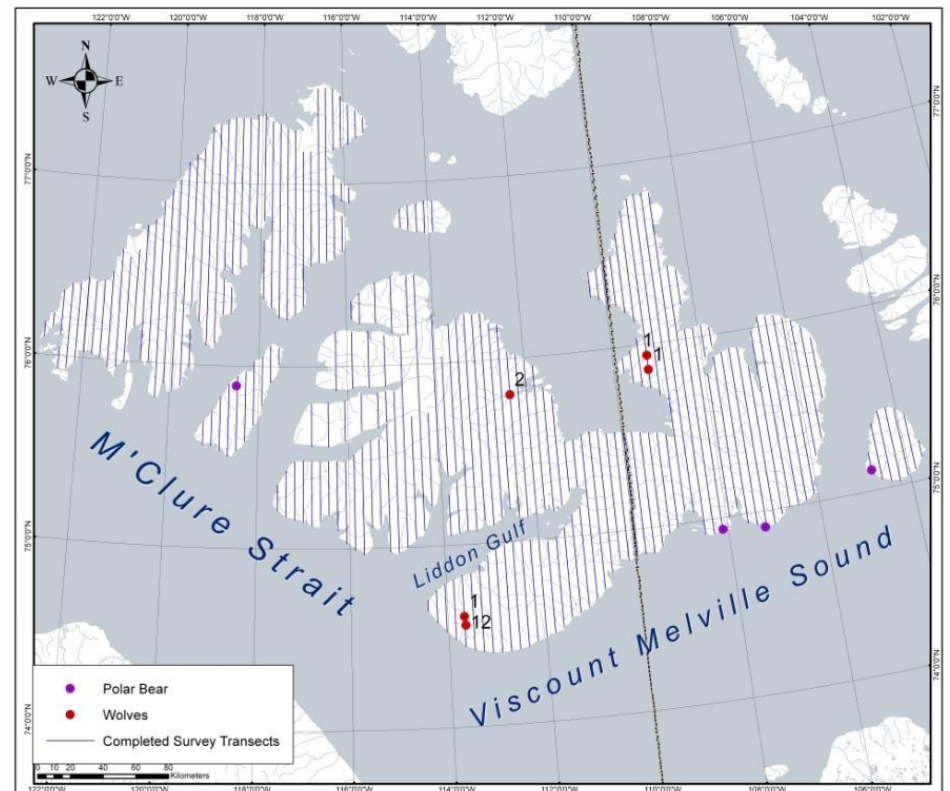 122°0'0"W
120°0'0"W
118°0'0"W
116°0'0"W
114°0'0"W
112°0'0"W
110°0'0"W
108°0'0"W
106°0'0"W
104°0'0"W
102°0'0"W
N
W E
S
77°0'0"N
77°0'0"N
76°0'0"N
76°0'0"N
75°0'0"N
75°0'0"N
74°0'0"N
74°0'0"N
1
1
2
M'Clure Strait
Liddon Gulf
1
12
Viscount Melville Sound
Polar Bear
Wolves
Completed Survey Transects
0 10 20 40 60 80
Kilometers
122°0'0"W
120°0'0"W
118°0'0"W
116°0'0"W
114°0'0"W
112°0'0"W
110°0'0"W
108°0'0"W
106°0'0"W